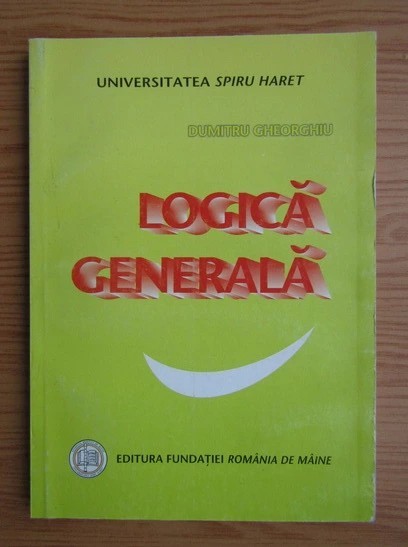 UNIVERSITATEA SPIRU HARET
DUMITRU GHEORGHIU
LOGICĂ
GENERALĂ
EDITURA FUNDAȚIEI ROMÂNIA DE MÂINE